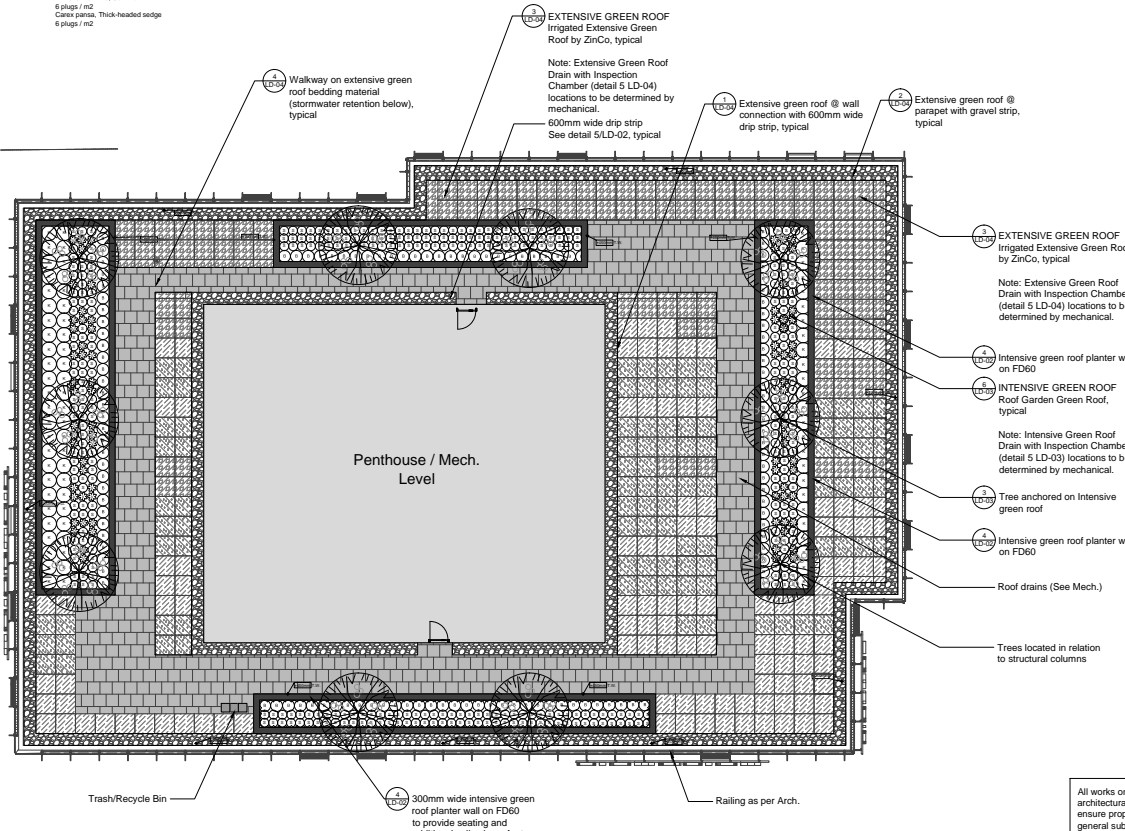 6 plugs / m2
Carex pansa, Thick-headed sedge
6 plugs / m2
3
LD-04
EXTENSIVE GREEN ROOF
Irrigated Extensive Green
Roof by ZinCo, typical
Note: Extensive Green Roof
Drain with Inspection
Chamber (detail 5 LD-04)
locations to be determined by
mechanical.
600mm wide drip strip
See detail 5/LD-02, typical
4
LD-04
Walkway on extensive green
roof bedding material
(stormwater retention below),
typical
1
LD-04
Extensive green roof @ wall
connection with 600mm wide
drip strip, typical
2
LD-04
Extensive green roof @
parapet with gravel strip,
typical
3
LD-04
EXTENSIVE GREEN ROOF
Irrigated Extensive Green Roo
by ZinCo, typical
Note: Extensive Green Roof
Drain with Inspection Chambe
(detail 5 LD-04) locations to b
determined by mechanical.
4
LD-02
Intensive green roof planter w
on FD60
6
LD-03
INTENSIVE GREEN ROOF
Roof Garden Green Roof,
typical
Note: Intensive Green Roof
Drain with Inspection Chambe
(detail 5 LD-03) locations to b
determined by mechanical.
3
LD-03
Tree anchored on Intensive
green roof
4
LD-02
Intensive green roof planter w
on FD60
Roof drains (See Mech.)
Trees located in relation
to structural columns
Penthouse / Mech.
Level
Trash/Recycle Bin
4
LD-02
300mm wide intensive green
roof planter wall on FD60
to provide seating and
Railing as per Arch.
All works on
architectura
ensure prop
general sub